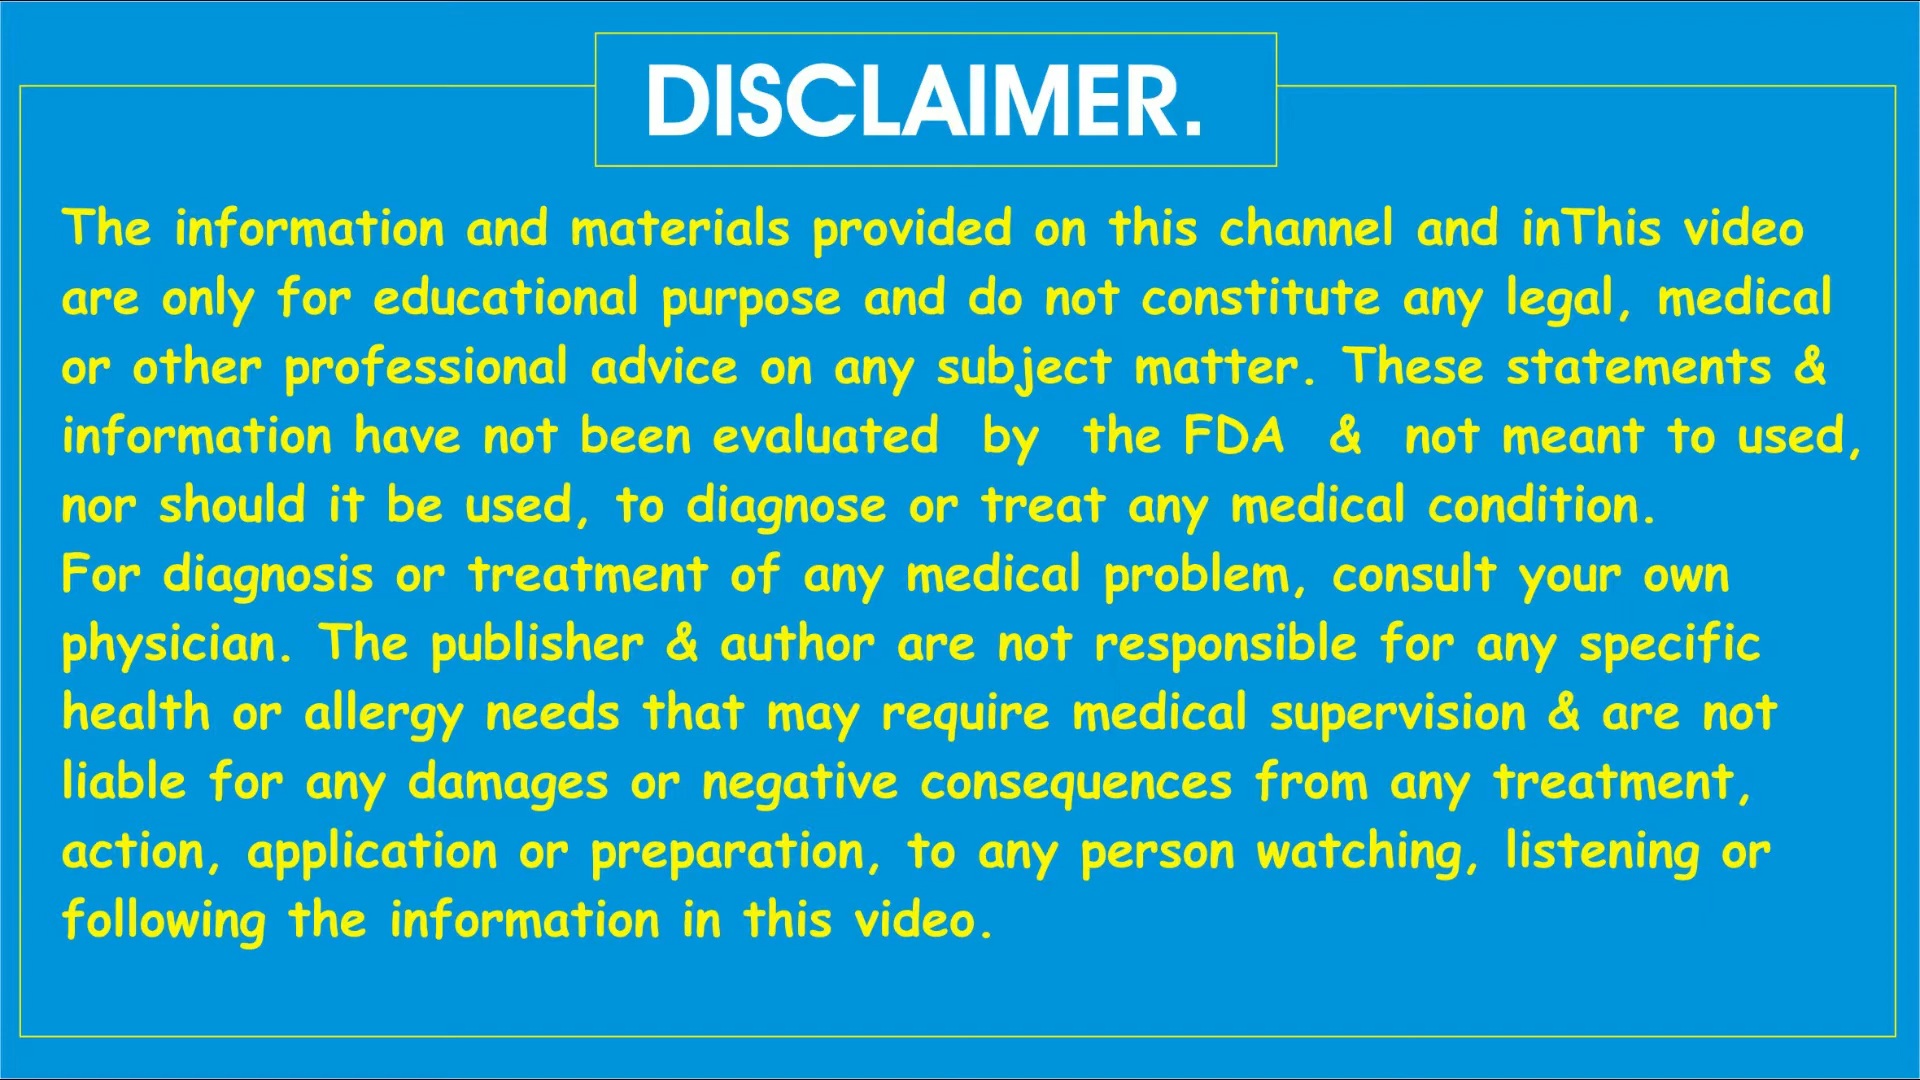 DISCLAIMER.
The information and materials provided on this channel and inThis video
are only for educational purpose and do not constitute any legal, medical
or other professional advice on any subject matter. These statements &
information have not been evaluated by the FDA & not meant to used,
nor should it be used, to diagnose or treat any medical condition.
For diagnosis or treatment of any medical problem, consult your own
physician. The publisher & author are not responsible for any specific
health or allergy needs that may require medical supervision & are not
liable for any damages or negative consequences from any treatment,
action, application or preparation, to any person watching, listening or
following the information in this video.